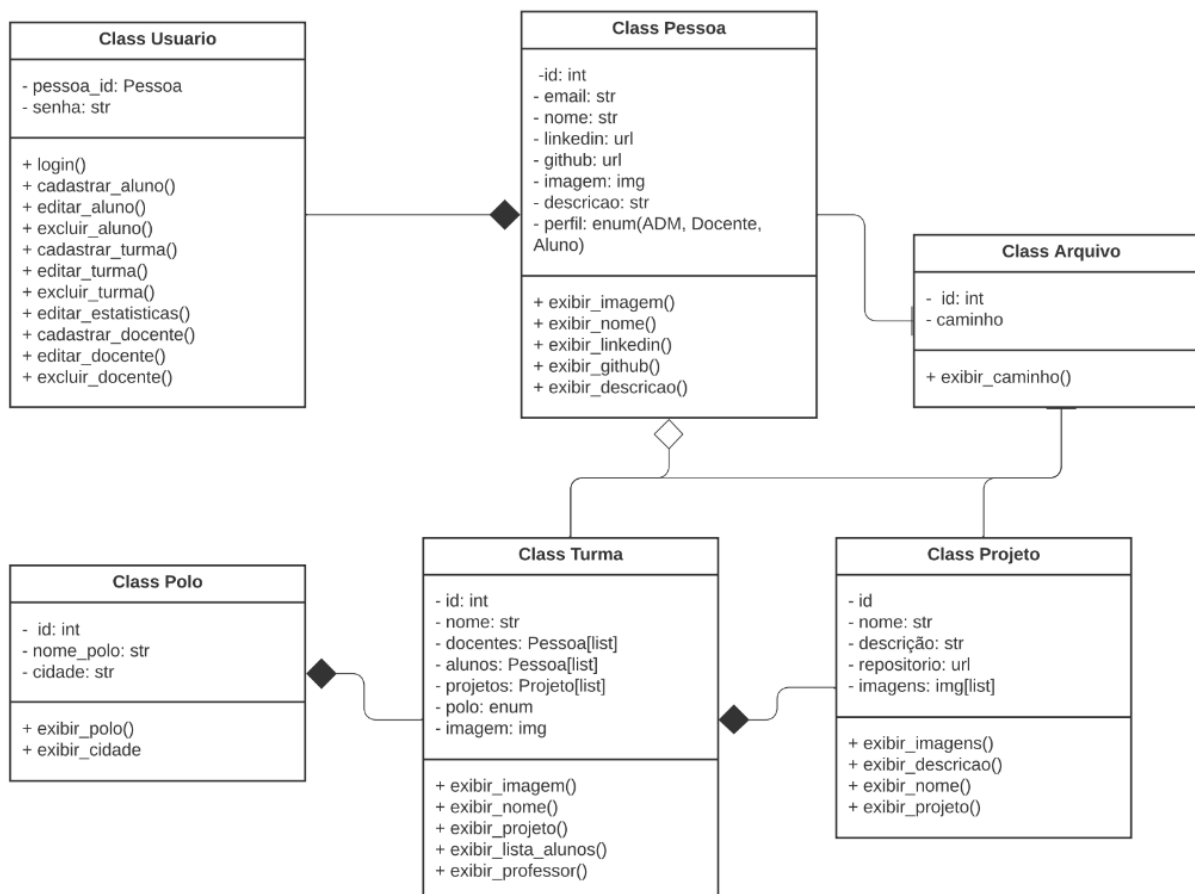 Class Usuario
- pessoa_id: Pessoa
- senha: str
+ login()
+ cadastrar_aluno()
+ editar_aluno()
+ excluir_aluno()
+ cadastrar_turma()
+ editar_turma()
+ excluir_turma()
+ editar_estatisticas()
+ cadastrar_docente()
+ editar_docente()
+ excluir_docente()
Class Pessoa
-id: int
- email: str
- nome: str
- linkedin: url
- github: url
- imagem: img
- descricao: str
- perfil: enum(ADM, Docente,
Aluno)
+ exibir_imagem()
+ exibir_nome()
+ exibir_linkedin()
+ exibir_github()
+ exibir_descricao()
Class Arquivo
- id: int
- caminho
+ exibir_caminho()
Class Polo
- id: int
- nome_polo: str
- cidade: str
+ exibir_polo()
+ exibir_cidade
Class Turma
- id: int
- nome: str
- docentes: Pessoa[list]
- alunos: Pessoa[list]
- projetos: Projeto[list]
- polo: enum
- imagem: img
+ exibir_imagem()
+ exibir_nome()
+ exibir_projeto()
+ exibir_lista_alunos()
+ exibir_professor()
Class Projeto
- id
- nome: str
- descrição: str
- repositorio: url
- imagens: img[list]
+ exibir_imagens()
+ exibir_descricao()
+ exibir_nome()
+ exibir_projeto()